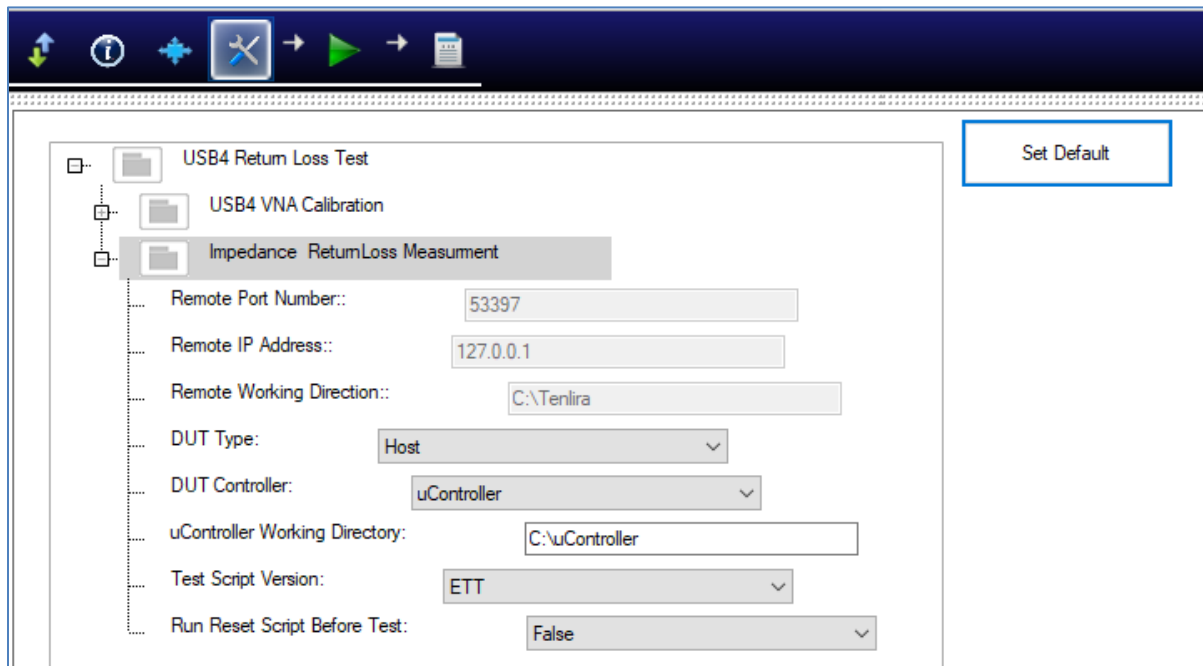 USB4 Return Loss Test
Set Default
USB4 VNA Calibration
Impedance ReturnLoss Measurment
Remote Port Number:: 53397
Remote IP Address:: 127.0.0.1
Remote Working Direction:: C:\Tenlira
DUT Type: Host
DUT Controller: uController
uController Working Directory: C:\uController
Test Script Version: ETT
Run Reset Script Before Test: False